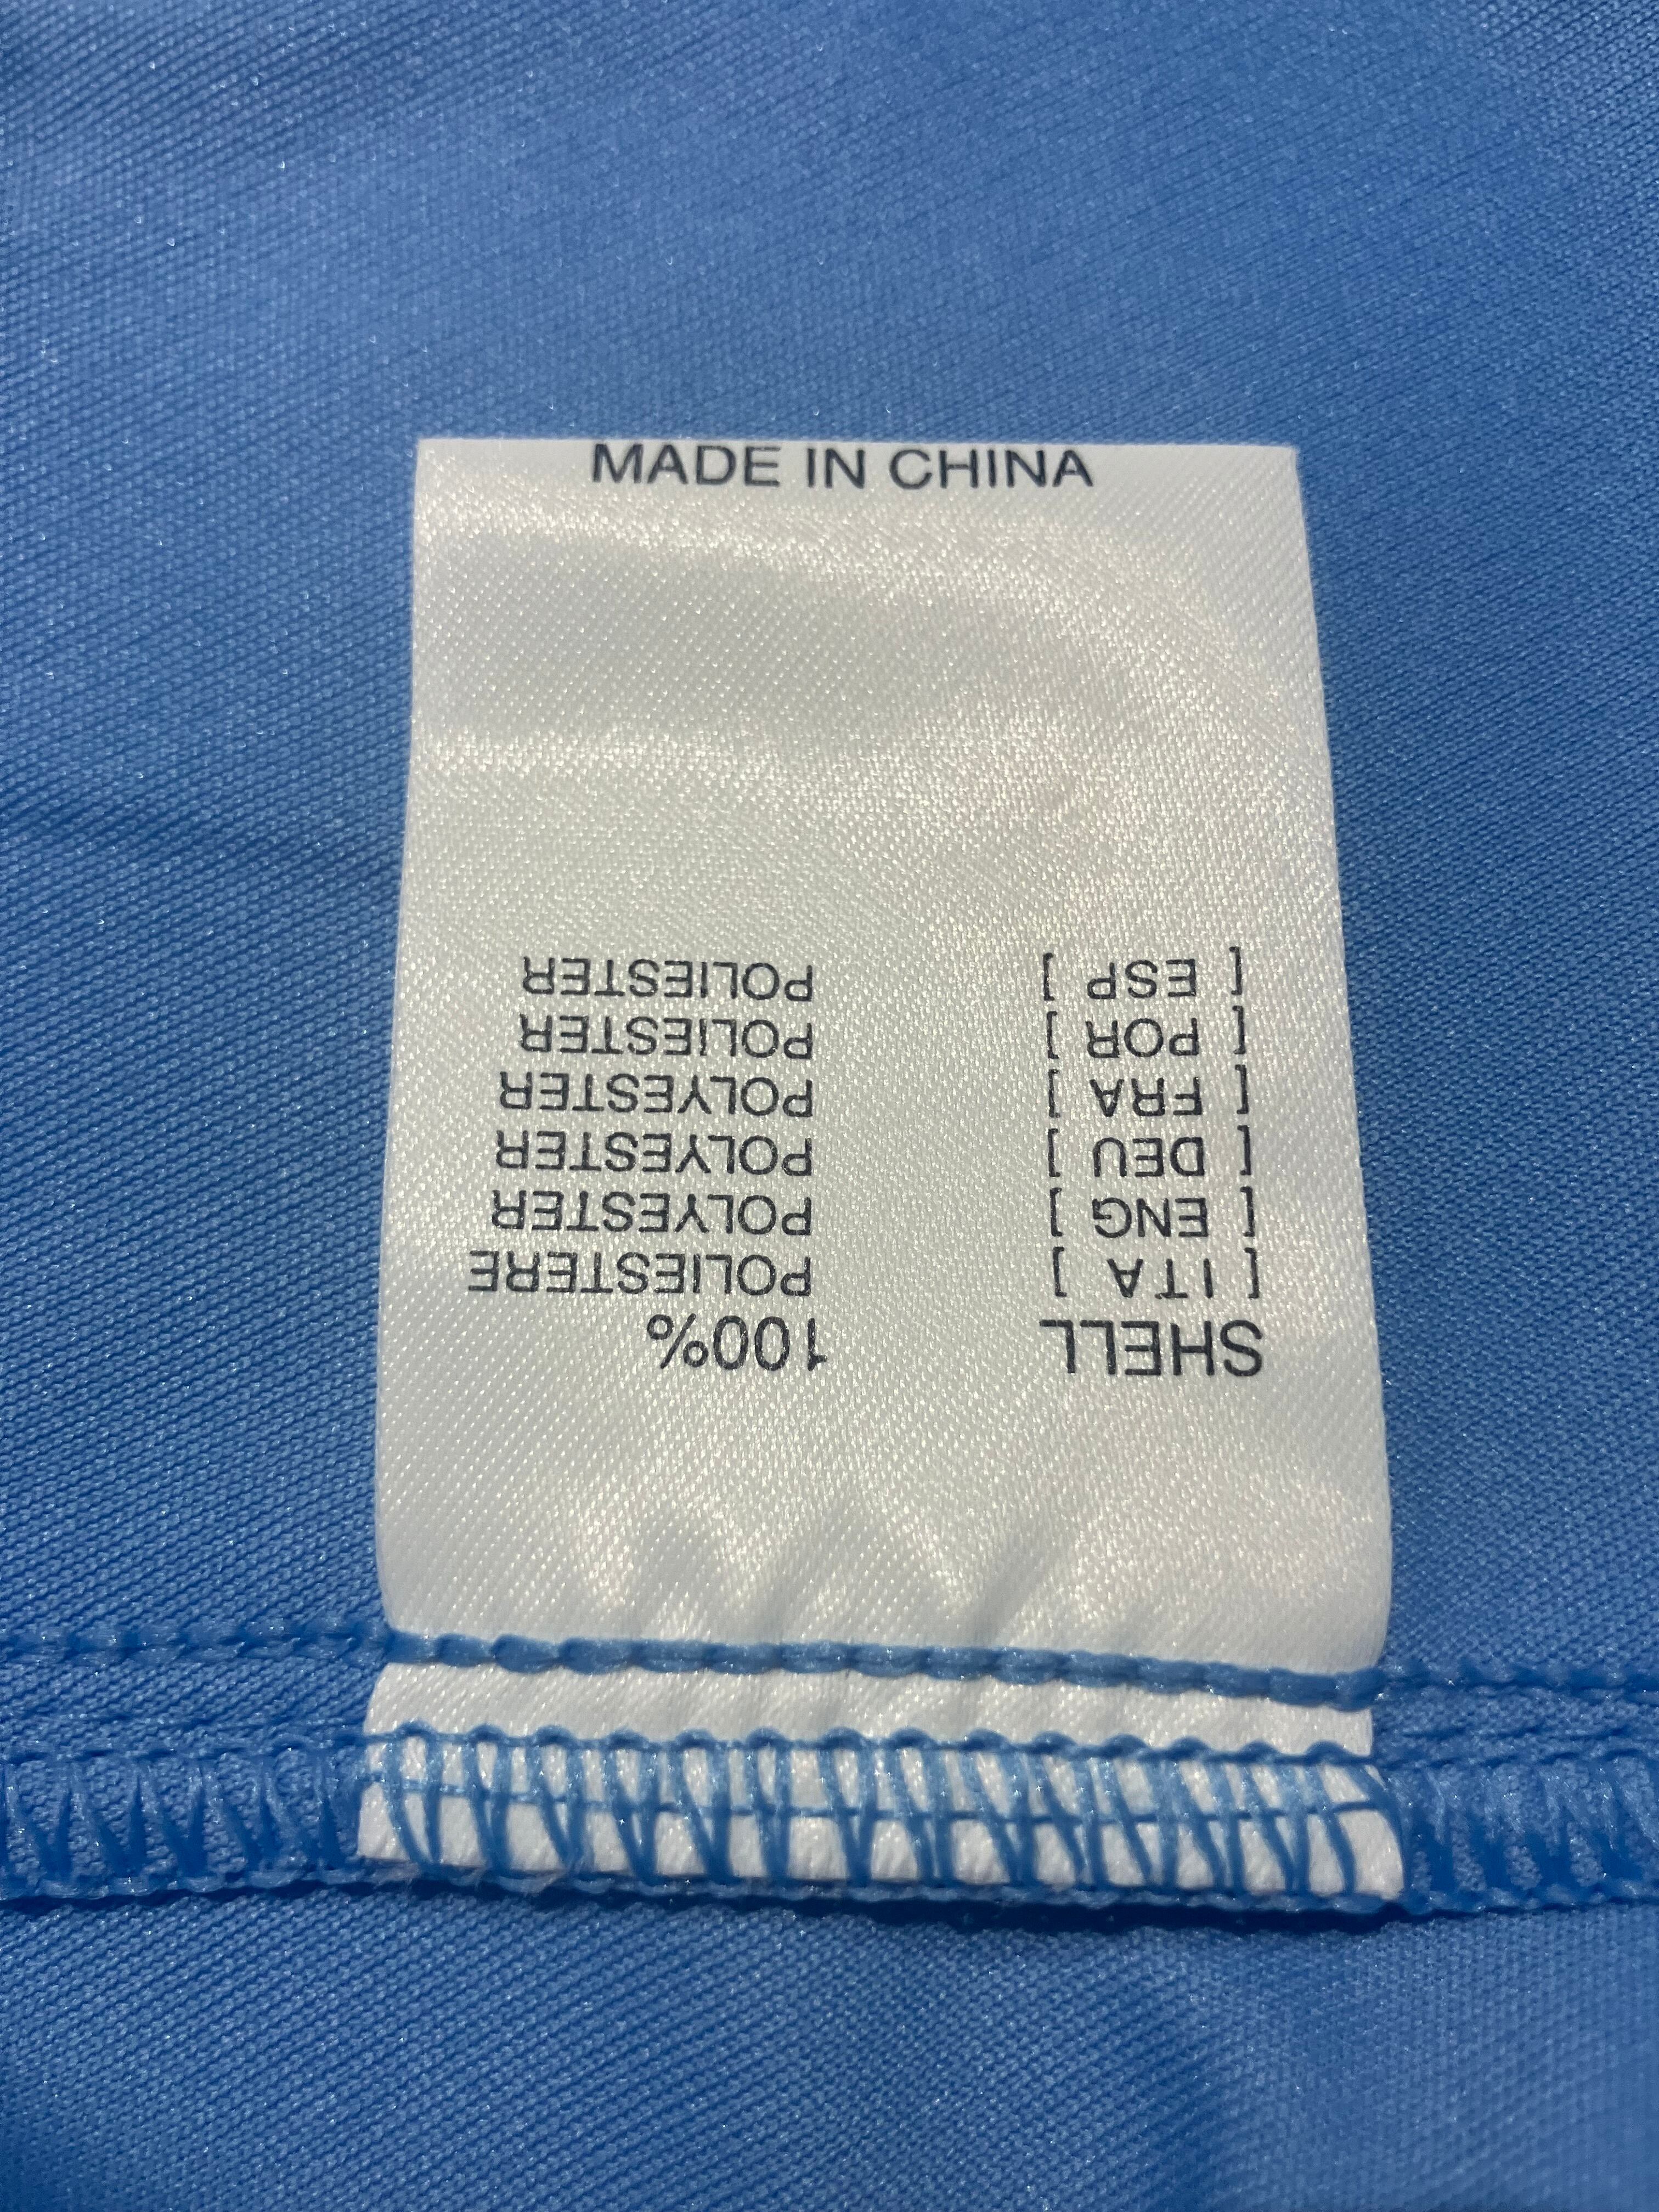 MADE IN CHINA
SHELL 100%
[ ITA ] POLIESTERE
[ ENG ] POLYESTER
[ DEU ] POLYESTER
[ FRA ] POLYESTER
[ POR ] POLIESTER
[ ESP ] POLIESTER